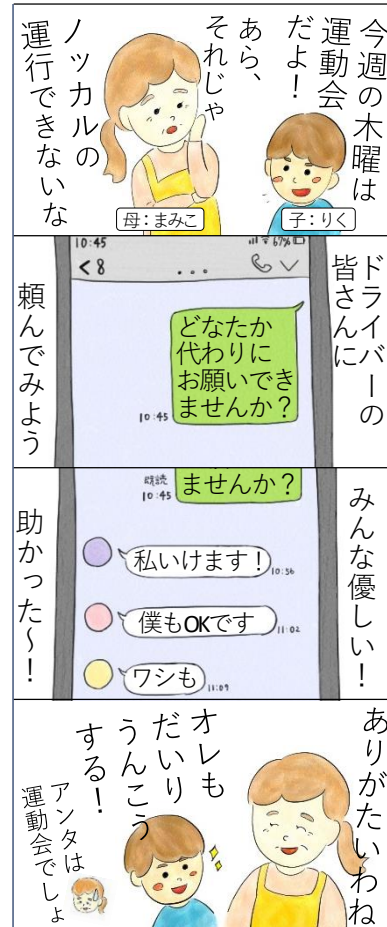 今週の木曜は
運動会
だよ！
あら、
それじゃ
ノッカルの
運行できないな
母：まみこ
子：りく
ドライバーの
皆さんに
10:45
67%
< 8
...
どなたか
代わりに
お願いでき
ませんか？
10:45
頼んでみよう
みんな優しい！
既読
10:45
ませんか？
私いけます！
10:56
僕もOKです
11:02
ワシも
11:09
助かった〜！
ありがたいわね
オレも
だいり
うんこう
する！
アンタは
運動会でしょ